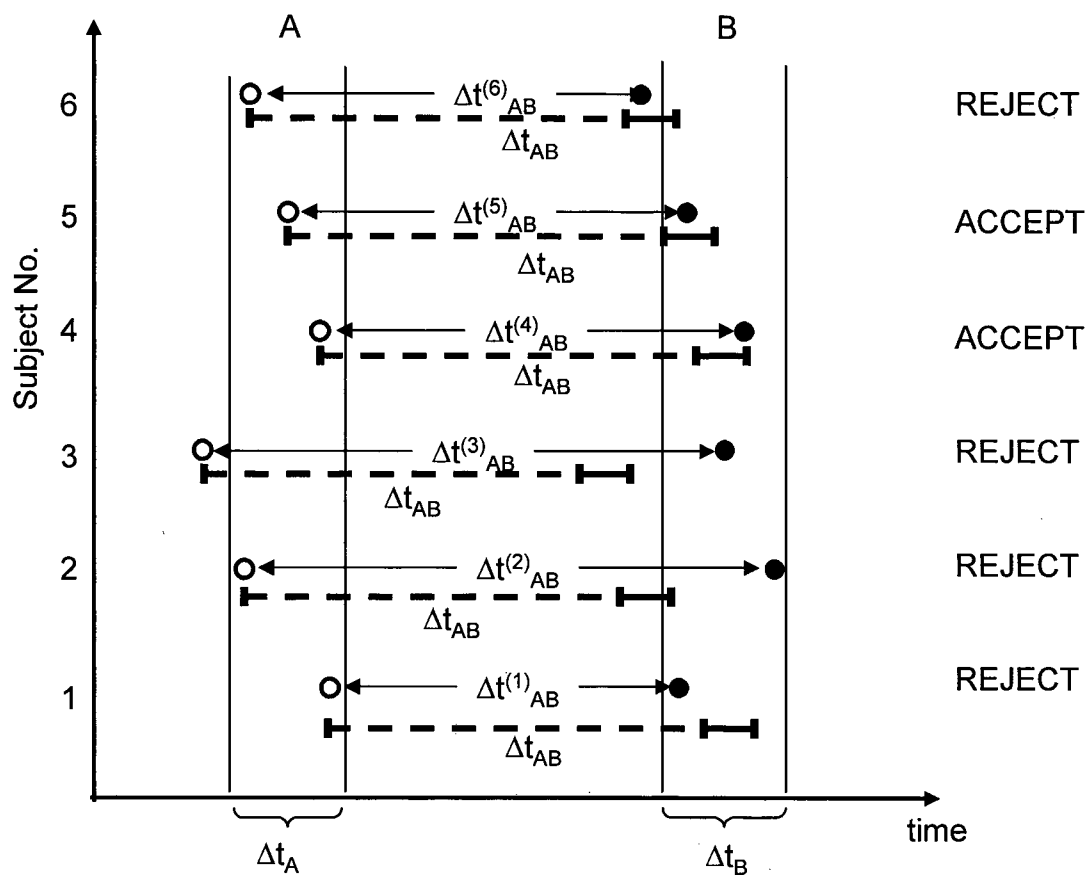 A B
6 Δt(6)AB REJECT
ΔtAB
5 Δt(5)AB ACCEPT
ΔtAB
4 Δt(4)AB ACCEPT
ΔtAB
3 Δt(3)AB REJECT
ΔtAB
2 Δt(2)AB REJECT
ΔtAB
1 Δt(1)AB REJECT
ΔtAB
Subject No.
time
ΔtA ΔtB